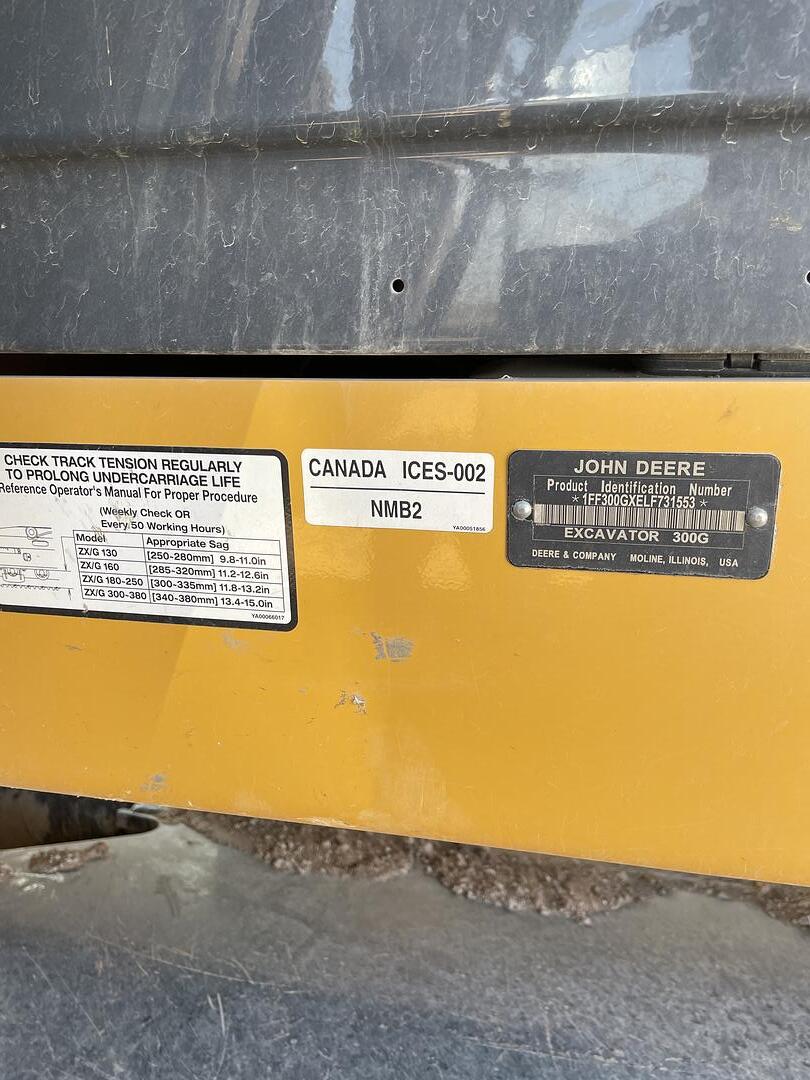 CHECK TRACK TENSION REGULARLY
TO PROLONG UNDERCARRIAGE LIFE
Reference Operator's Manual For Proper Procedure
(Weekly Check OR
Every 50 Working Hours)
Model Appropriate Sag
ZX/G 130 [250-280mm] 9.8-11.0in
ZX/G 160 [285-320mm] 11.2-12.6in
ZX/G 180-250 [300-335mm] 11.8-13.2in
ZX/G 300-380 [340-380mm] 13.4-15.0in
YA00066017
CANADA ICES-002
NMB2
YA00051856
JOHN DEERE
Product Identification Number
*1FF300GXELF731553*
EXCAVATOR 300G
DEERE & COMPANY MOLINE, ILLINOIS, USA